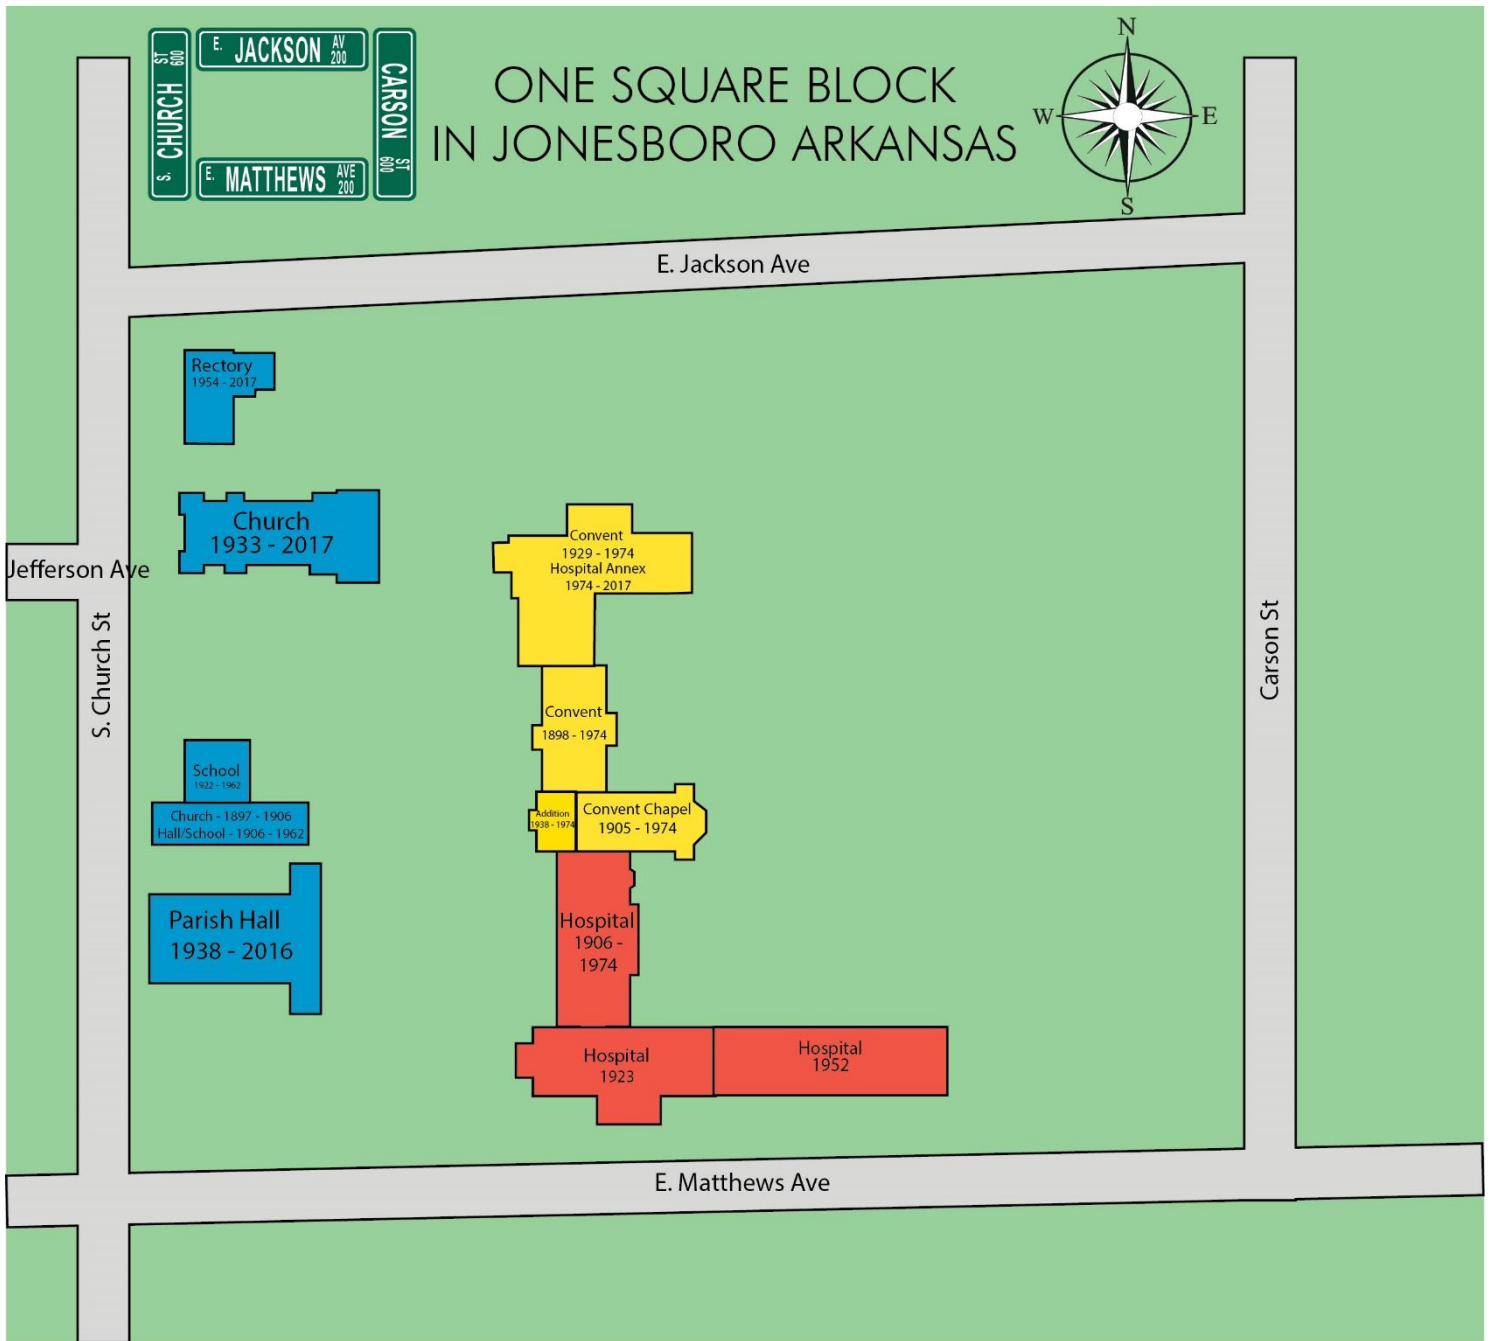 E. JACKSON AV 200
S. CHURCH ST 600
CARSON ST 600
E. MATTHEWS AVE 200
ONE SQUARE BLOCK
IN JONESBORO ARKANSAS
N
W
E
S
E. Jackson Ave
Rectory
1954 - 2017
Church
1933 - 2017
Jefferson Ave
S. Church St
Carson St
Convent
1929 - 1974
Hospital Annex
1974 - 2017
Convent
1898 - 1974
School
1922 - 1962
Church - 1897 - 1906
Hall/School - 1906 - 1962
Addition
1938 - 1974
Convent Chapel
1905 - 1974
Parish Hall
1938 - 2016
Hospital
1906 -
1974
Hospital
1923
Hospital
1952
E. Matthews Ave